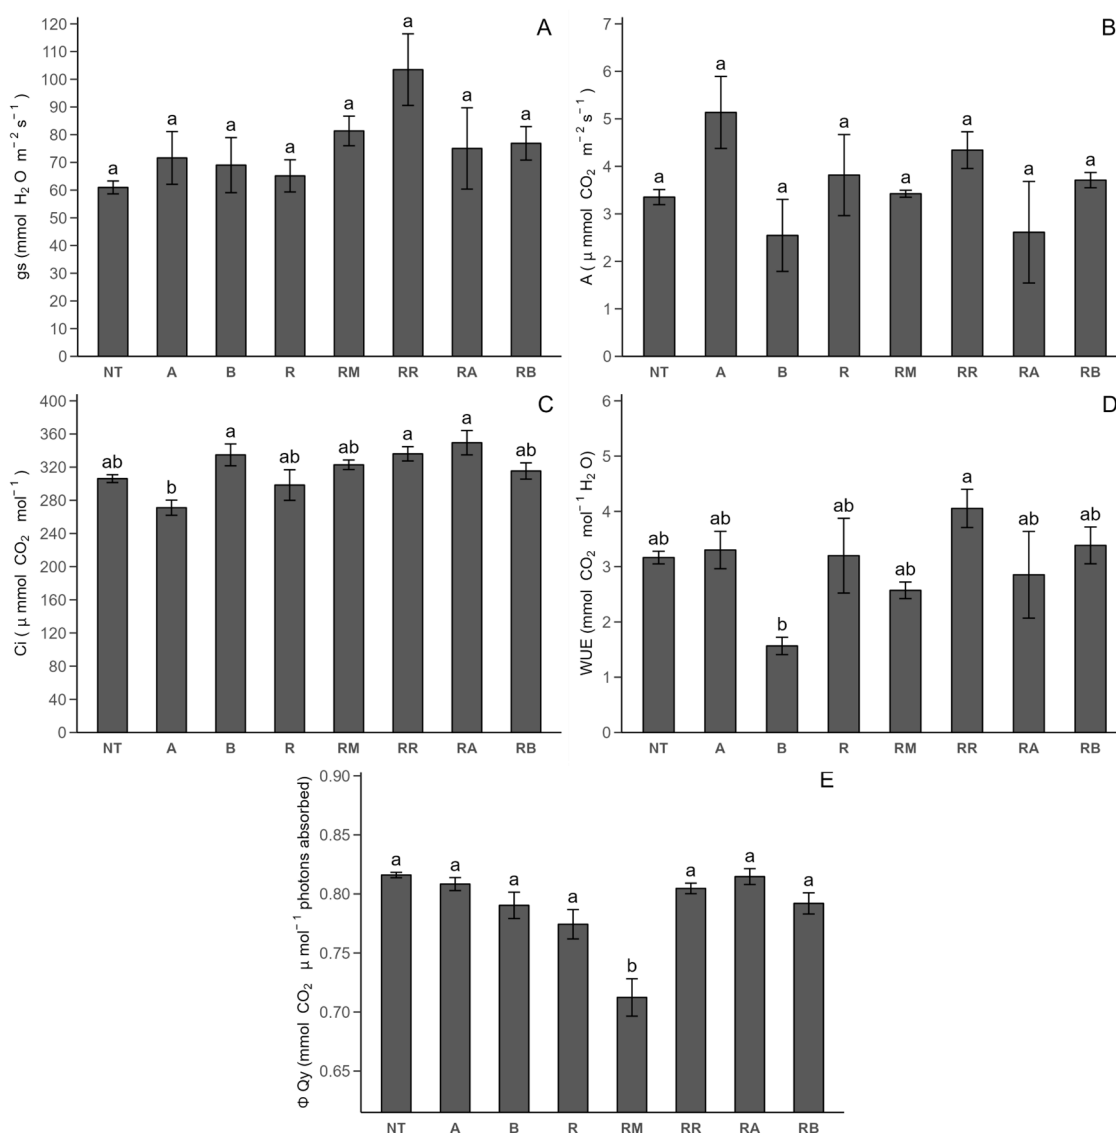 A
gs (mmol H₂O m⁻² s⁻¹)
120
110
100
90
80
70
60
50
40
30
20
10
0
a a a a a a a a
NT A B R RM RR RA RB
B
A ( μ mmol CO₂ m⁻² s⁻¹)
7
6
5
4
3
2
1
0
a a a a a a a a
NT A B R RM RR RA RB
C
Ci ( μ mmol CO₂ mol⁻¹)
400
360
320
280
240
200
160
120
80
40
0
ab b a ab ab a a ab
NT A B R RM RR RA RB
D
WUE (mmol CO₂ mol⁻¹ H₂O)
6
5
4
3
2
1
0
ab ab b ab ab a ab ab
NT A B R RM RR RA RB
E
Φ Qy (mmol CO₂ μ mol⁻¹ photons absorbed)
0.90
0.85
0.80
0.75
0.70
0.65
a a a a b a a a
NT A B R RM RR RA RB